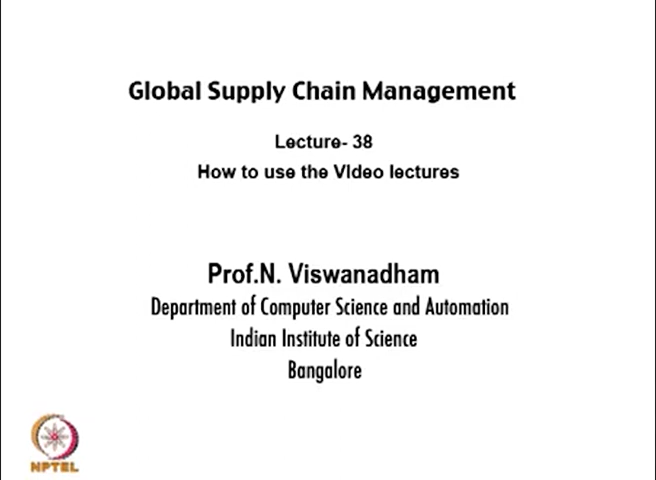 Global Supply Chain Management
Lecture- 38
How to use the VIdeo lectures
Prof.N. Viswanadham
Department of Computer Science and Automation
Indian Institute of Science
Bangalore
NPTEL